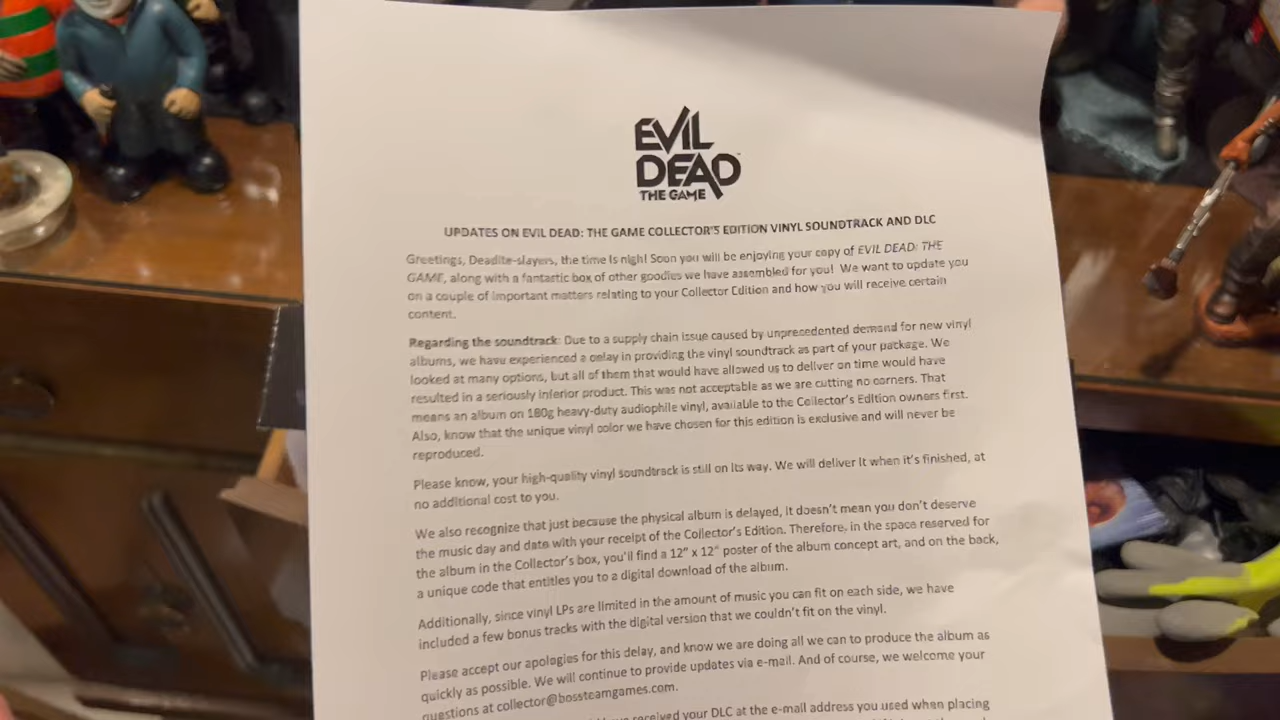 EVIL
DEAD
THE GAME
UPDATES ON EVIL DEAD: THE GAME COLLECTOR'S EDITION VINYL SOUNDTRACK AND DLC
Greetings, Deadite-slayers, the time is nigh! Soon you will be enjoying your copy of EVIL DEAD: THE
GAME, along with a fantastic box of other goodies we have assembled for you! We want to update you
on a couple of important matters relating to your Collector Edition and how you will receive certain
content.
Regarding the soundtrack: Due to a supply chain issue caused by unprecedented demand for new vinyl
albums, we have experienced a delay in providing the vinyl soundtrack as part of your package. We
looked at many options, but all of them that would have allowed us to deliver on time would have
resulted in a seriously inferior product. This was not acceptable as we are cutting no corners. That
means an album on 180g heavy-duty audiophile vinyl, available to the Collector's Edition owners first.
Also, know that the unique vinyl color we have chosen for this edition is exclusive and will never be
reproduced.
Please know, your high-quality vinyl soundtrack is still on its way. We will deliver it when it's finished, at
no additional cost to you.
We also recognize that just because the physical album is delayed, it doesn't mean you don't deserve
the music day and date with your receipt of the Collector's Edition. Therefore, in the space reserved for
the album in the Collector's box, you'll find a 12" x 12" poster of the album concept art, and on the back,
a unique code that entitles you to a digital download of the album.
Additionally, since vinyl LPs are limited in the amount of music you can fit on each side, we have
included a few bonus tracks with the digital version that we couldn't fit on the vinyl.
Please accept our apologies for this delay, and know we are doing all we can to produce the album as
quickly as possible. We will continue to provide updates via e-mail. And of course, we welcome your
questions at collector@bossteamgames.com.
received your DLC at the e-mail address you used when placing